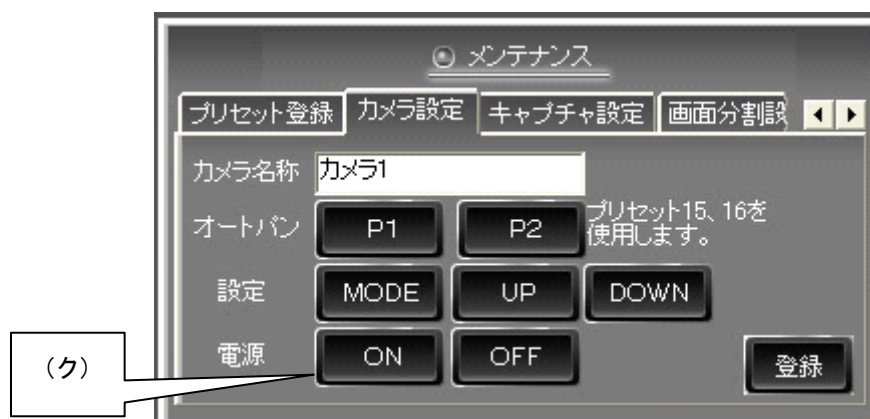 メンテナンス
プリセット登録 カメラ設定 キャプチャ設定 画面分割設
カメラ名称 カメラ1
オートパン P1 P2 プリセット15、16を
使用します。
設定 MODE UP DOWN
電源 ON OFF 登録
(ク)